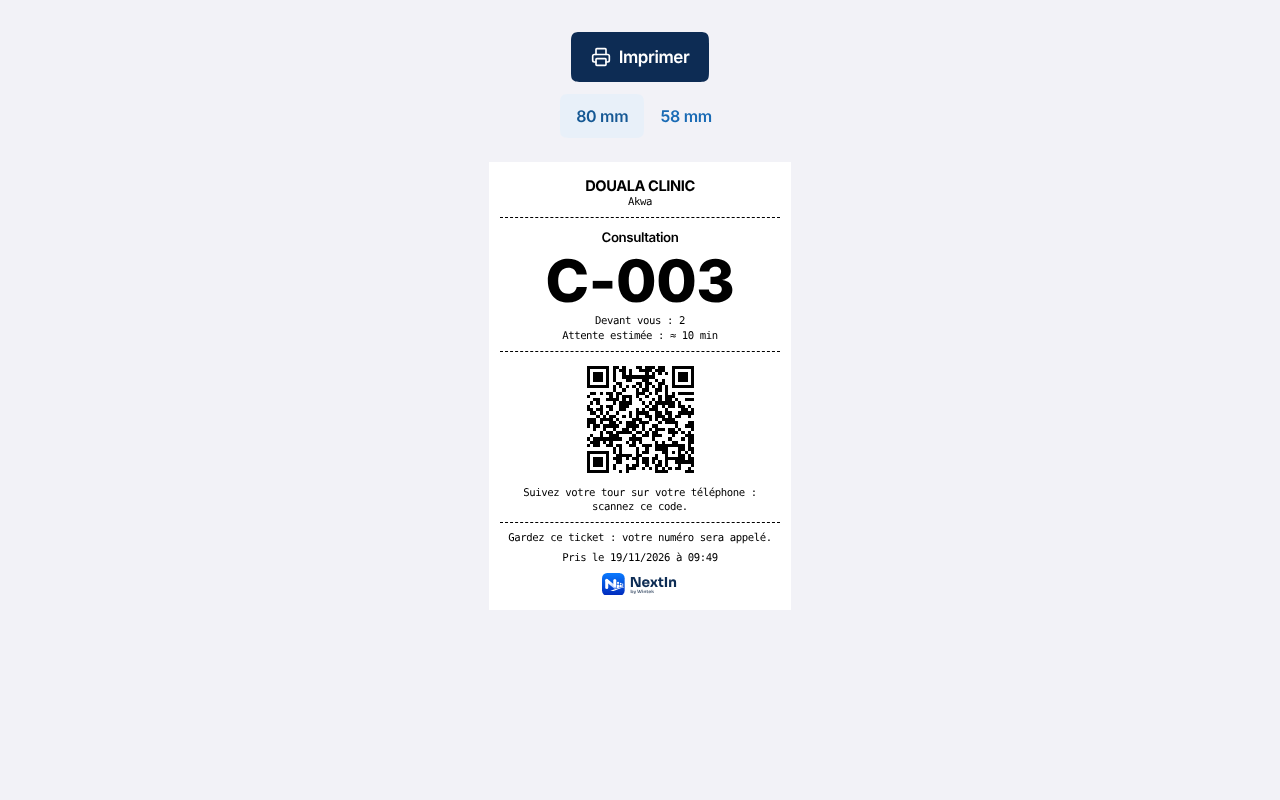 Imprimer
80 mm
58 mm
DOUALA CLINIC
Akwa
Consultation
C-003
Devant vous : 2
Attente estimée : ≈ 10 min
Suivez votre tour sur votre téléphone :
scannez ce code.
Gardez ce ticket : votre numéro sera appelé.
Pris le 19/11/2026 à 09:49
NextIn
by Wintek